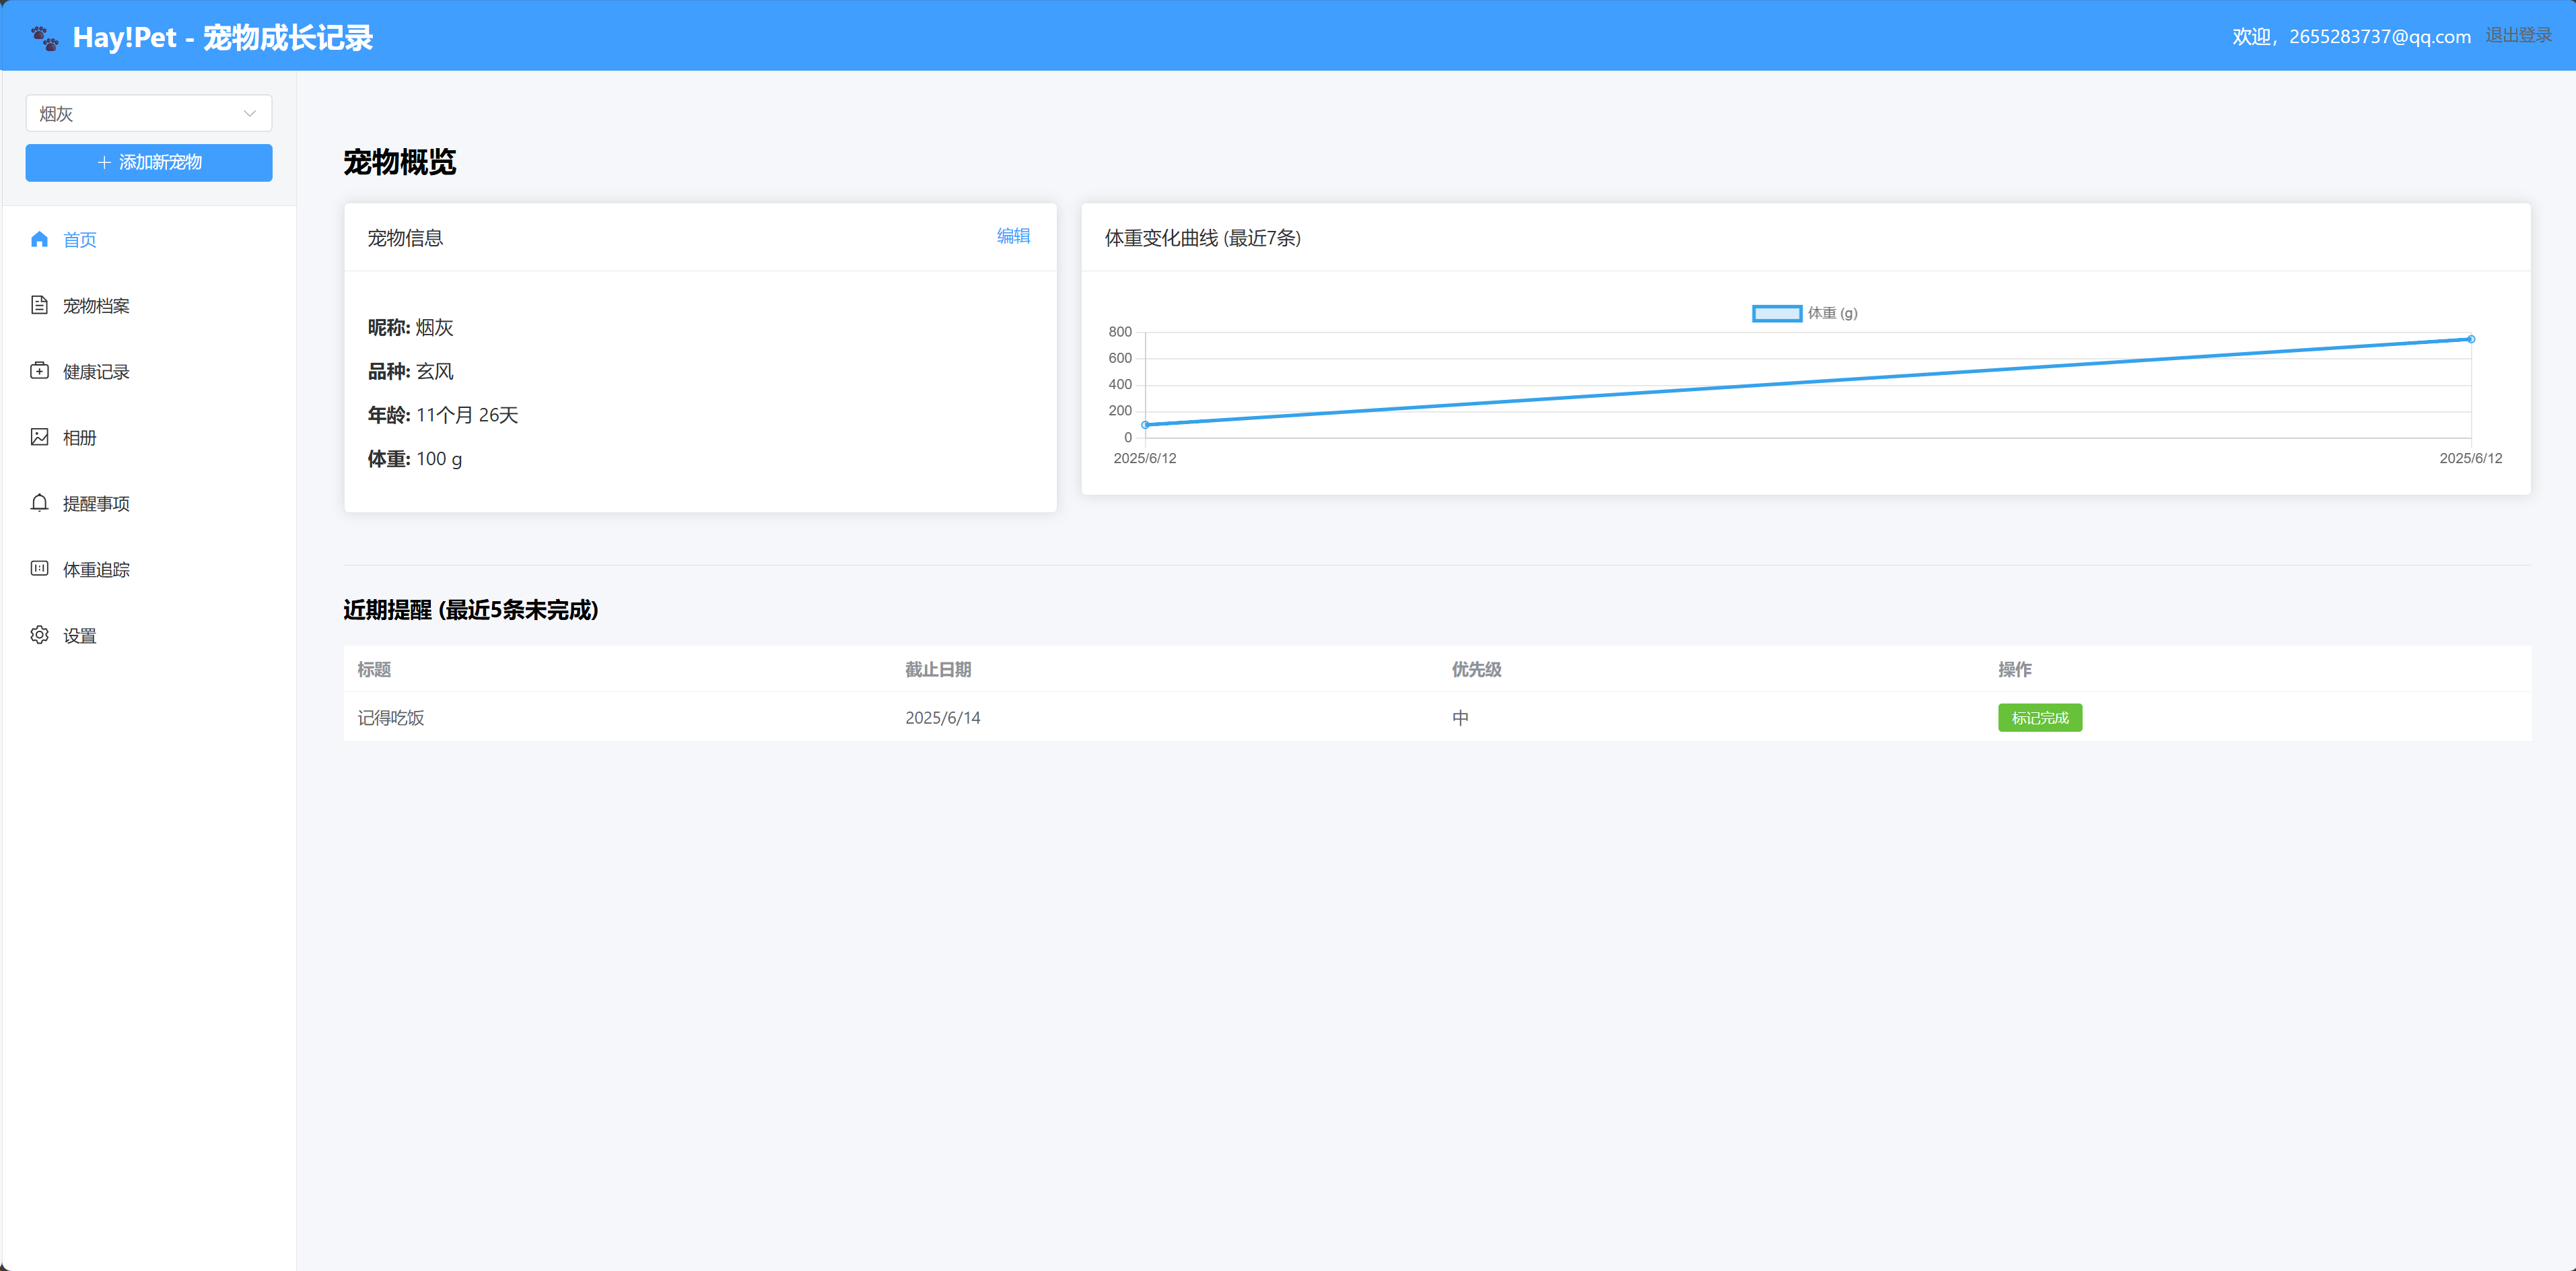 Hay!Pet - 宠物成长记录
欢迎，2655283737@qq.com 退出登录
烟灰
+ 添加新宠物
首页
宠物档案
健康记录
相册
提醒事项
体重追踪
设置
宠物概览
宠物信息 编辑
昵称: 烟灰
品种: 玄风
年龄: 11个月 26天
体重: 100 g
体重变化曲线 (最近7条)
体重 (g)
800
600
400
200
0
2025/6/12 2025/6/12
近期提醒 (最近5条未完成)
标题 截止日期 优先级 操作
记得吃饭 2025/6/14 中 标记完成